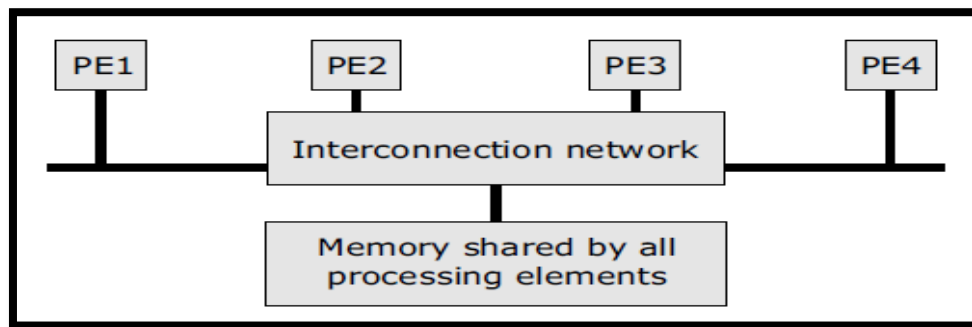 PE1 PE2 PE3 PE4
Interconnection network
Memory shared by all
processing elements